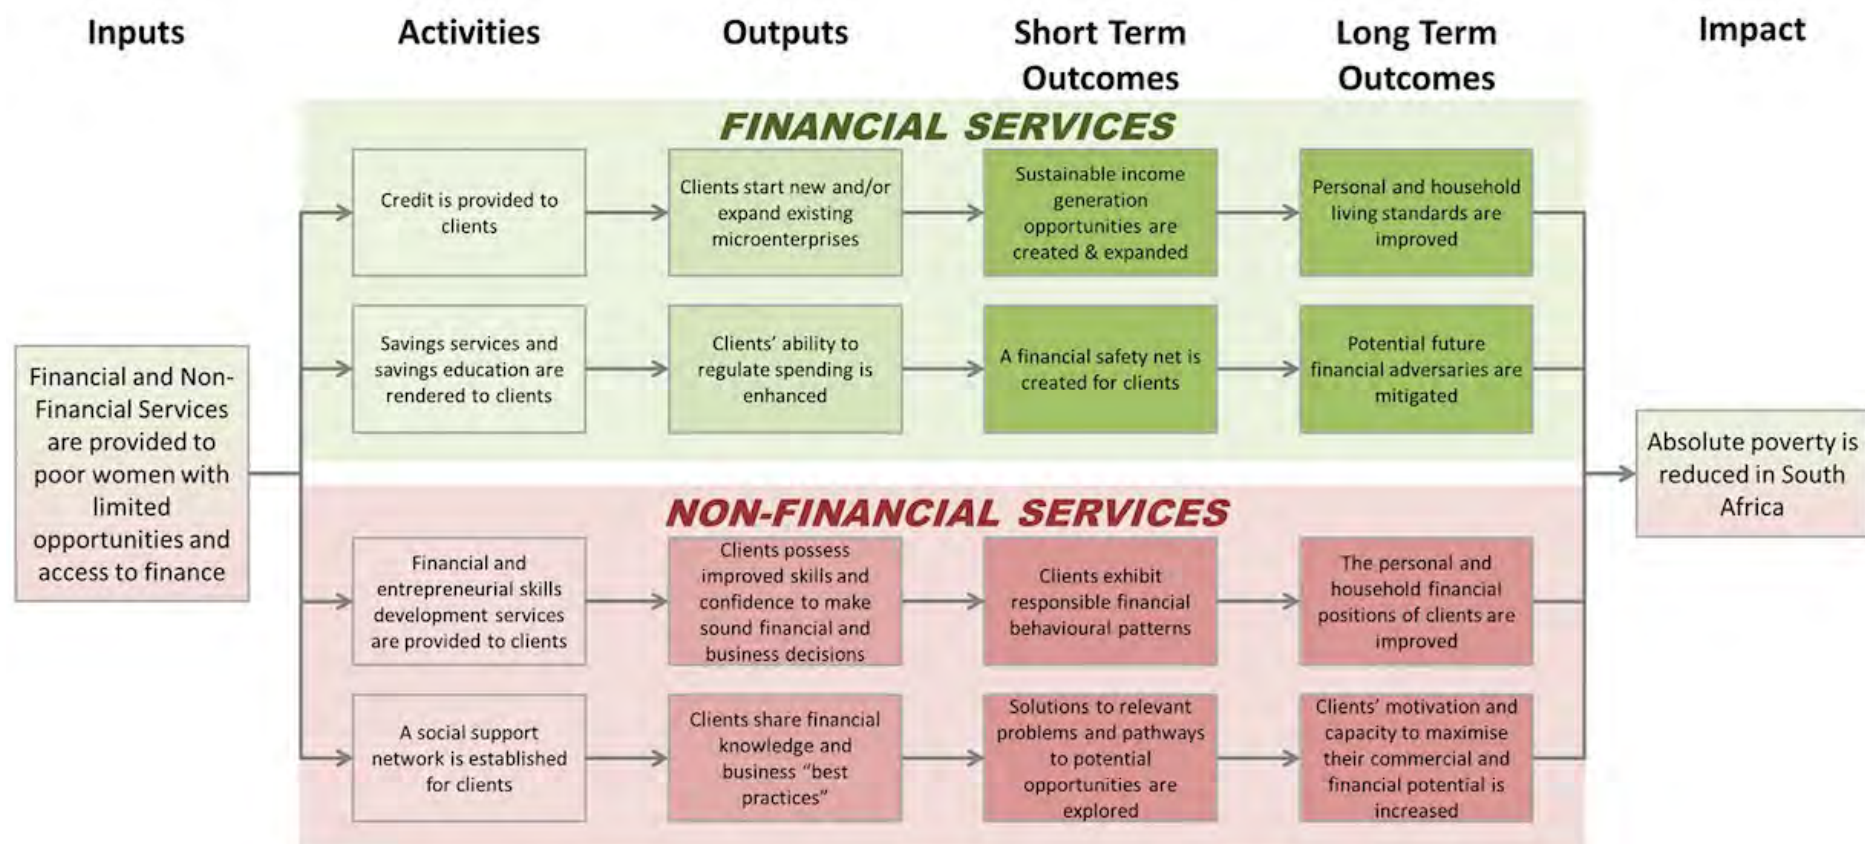 Inputs
Activities
Outputs
Short Term
Outcomes
Long Term
Outcomes
Impact
FINANCIAL SERVICES
Credit is provided to
clients
Clients start new and/or
expand existing
microenterprises
Sustainable income
generation
opportunities are
created & expanded
Personal and household
living standards are
improved
Savings services and
savings education are
rendered to clients
Clients’ ability to
regulate spending is
enhanced
A financial safety net is
created for clients
Potential future
financial adversaries are
mitigated
Financial and Non-
Financial Services
are provided to
poor women with
limited
opportunities and
access to finance
Absolute poverty is
reduced in South
Africa
NON-FINANCIAL SERVICES
Financial and
entrepreneurial skills
development services
are provided to clients
Clients possess
improved skills and
confidence to make
sound financial and
business decisions
Clients exhibit
responsible financial
behavioural patterns
The personal and
household financial
positions of clients are
improved
A social support
network is established
for clients
Clients share financial
knowledge and
business “best
practices”
Solutions to relevant
problems and pathways
to potential
opportunities are
explored
Clients’ motivation and
capacity to maximise
their commercial and
financial potential is
increased